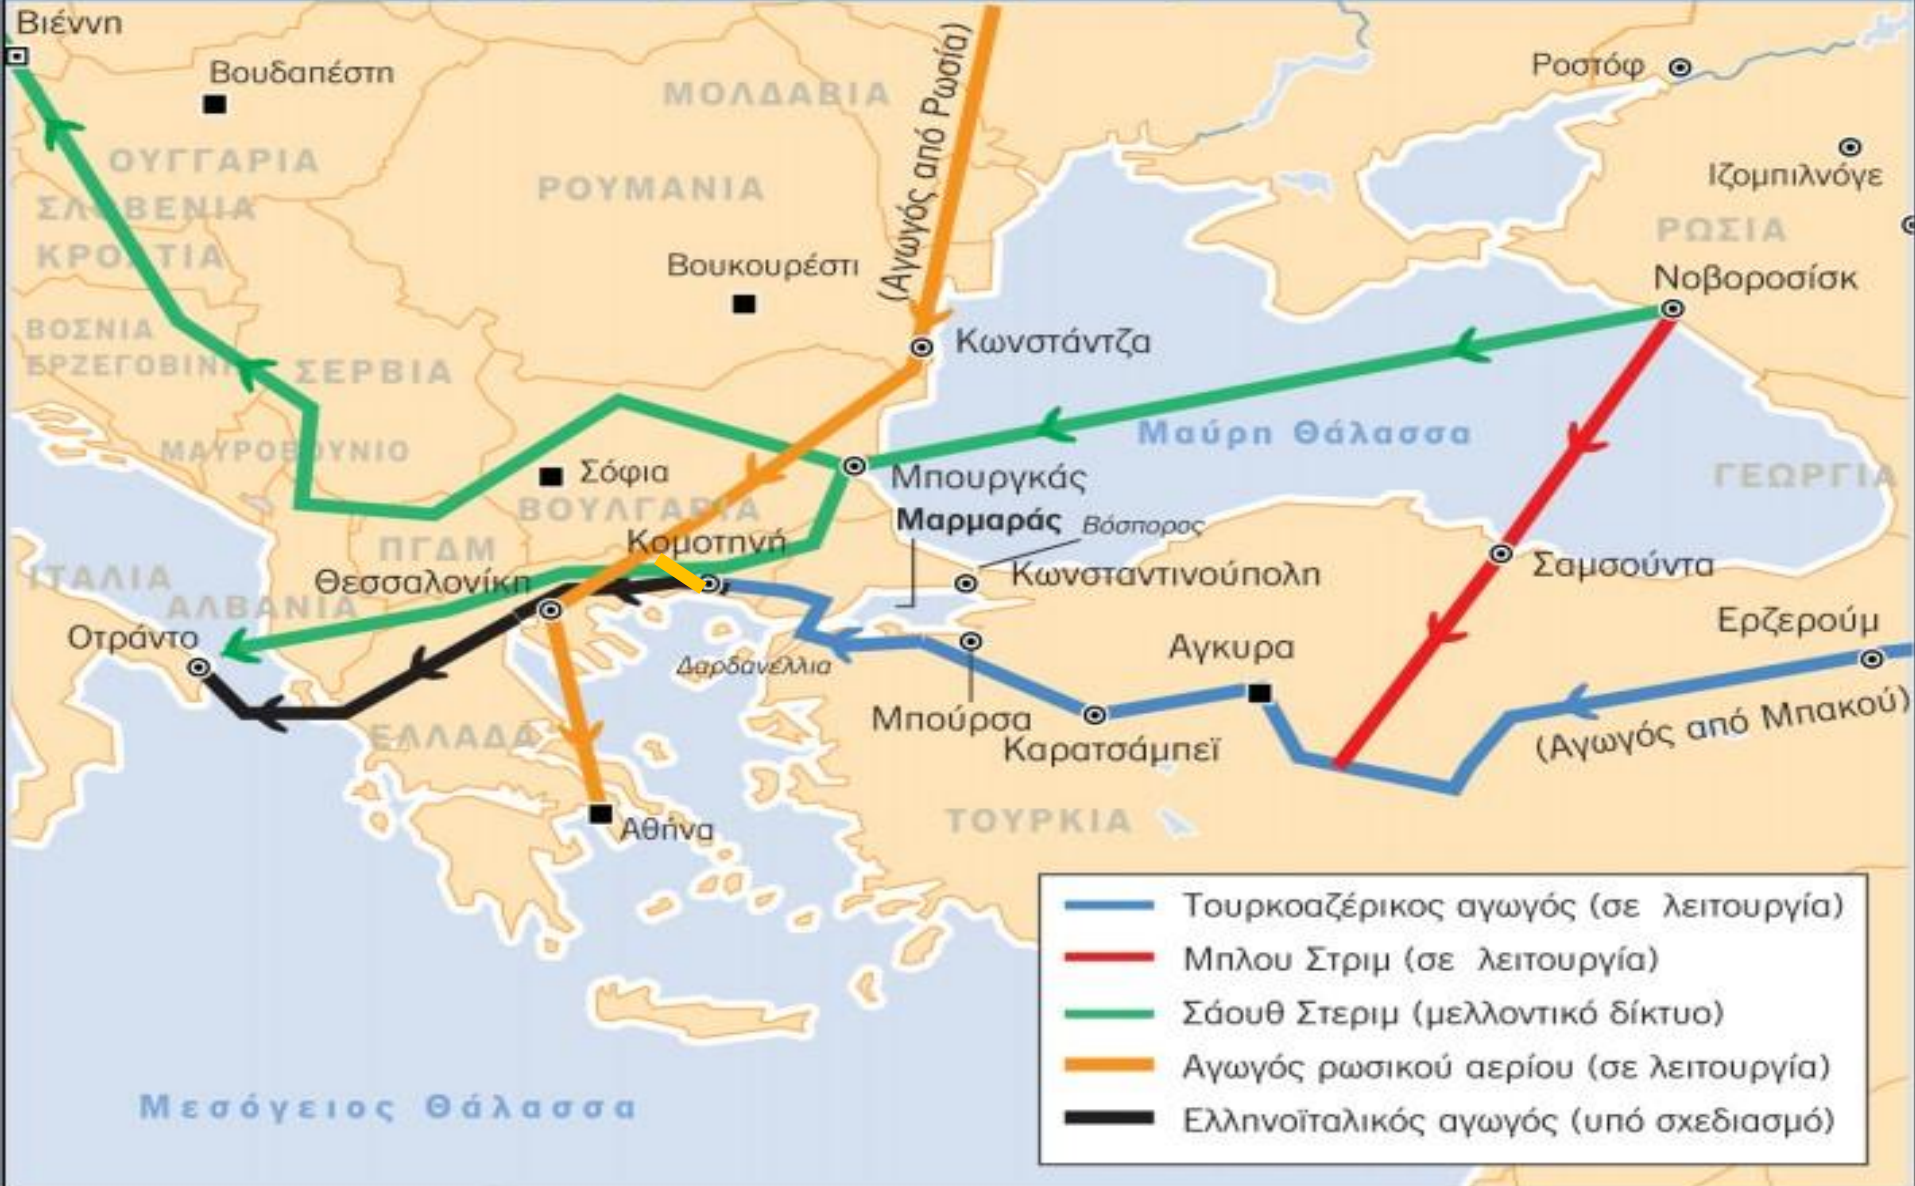 Βιέννη
Βουδαπέστη
ΜΟΛΔΑΒΙΑ
(Αγωγός από Ρωσία)
Ροστόφ
Ιζομπιλνόγε
ΟΥΓΓΑΡΙΑ
ΡΟΥΜΑΝΙΑ
ΣΛΟΒΕΝΙΑ
ΡΩΣΙΑ
ΚΡΟΑΤΙΑ
Βουκουρέστι
Νοβοροσίσκ
ΒΟΣΝΙΑ
ΕΡΖΕΓΟΒΙΝΗ
ΣΕΡΒΙΑ
Κωνστάντζα
Μαύρη Θάλασσα
ΜΑΥΡΟΒΟΥΝΙΟ
Σόφια
Μπουργκάς
ΓΕΩΡΓΙΑ
ΒΟΥΛΓΑΡΙΑ
Μαρμαράς
Βόσπορος
Κομοτηνή
ΠΓΔΜ
ΙΤΑΛΙΑ
Θεσσαλονίκη
Κωνσταντινούπολη
Σαμσούντα
ΑΛΒΑΝΙΑ
Οτράντο
Δαρδανέλλια
Αγκυρα
Ερζερούμ
Μπούρσα
(Αγωγός από Μπακού)
ΕΛΛΑΔΑ
Καρατσάμπεϊ
Αθήνα
ΤΟΥΡΚΙΑ
Τουρκοαζέρικος αγωγός (σε λειτουργία)
Μπλου Στριμ (σε λειτουργία)
Σάουθ Στεριμ (μελλοντικό δίκτυο)
Αγωγός ρωσικού αερίου (σε λειτουργία)
Ελληνοϊταλικός αγωγός (υπό σχεδιασμό)
Μεσόγειος Θάλασσα